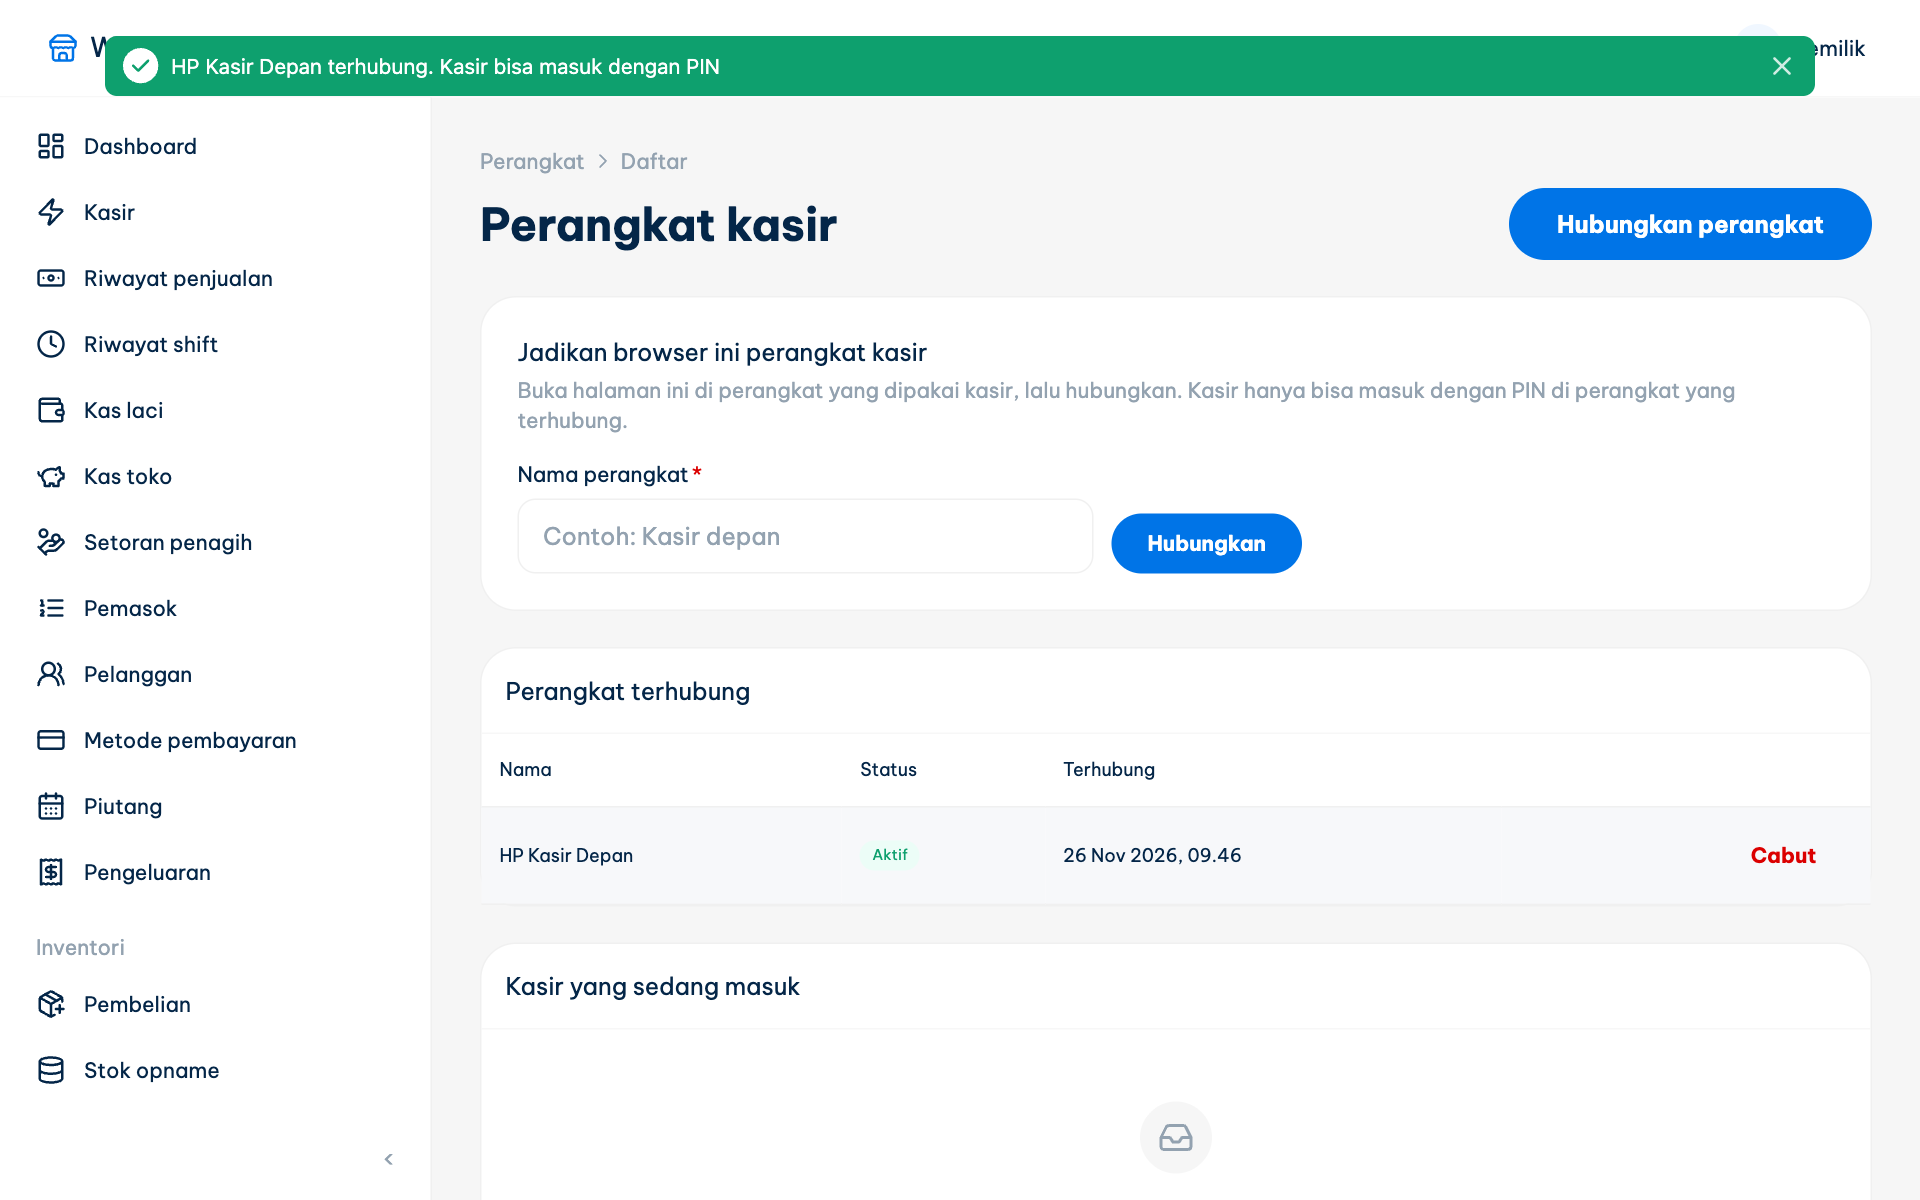 HP Kasir Depan terhubung. Kasir bisa masuk dengan PIN
Dashboard
Kasir
Riwayat penjualan
Riwayat shift
Kas laci
Kas toko
Setoran penagih
Pemasok
Pelanggan
Metode pembayaran
Piutang
Pengeluaran
Inventori
Pembelian
Stok opname
Perangkat > Daftar
Perangkat kasir
Hubungkan perangkat
Jadikan browser ini perangkat kasir
Buka halaman ini di perangkat yang dipakai kasir, lalu hubungkan. Kasir hanya bisa masuk dengan PIN di perangkat yang
terhubung.
Nama perangkat *
Contoh: Kasir depan
Hubungkan
Perangkat terhubung
Nama Status Terhubung
HP Kasir Depan Aktif 26 Nov 2026, 09.46 Cabut
Kasir yang sedang masuk